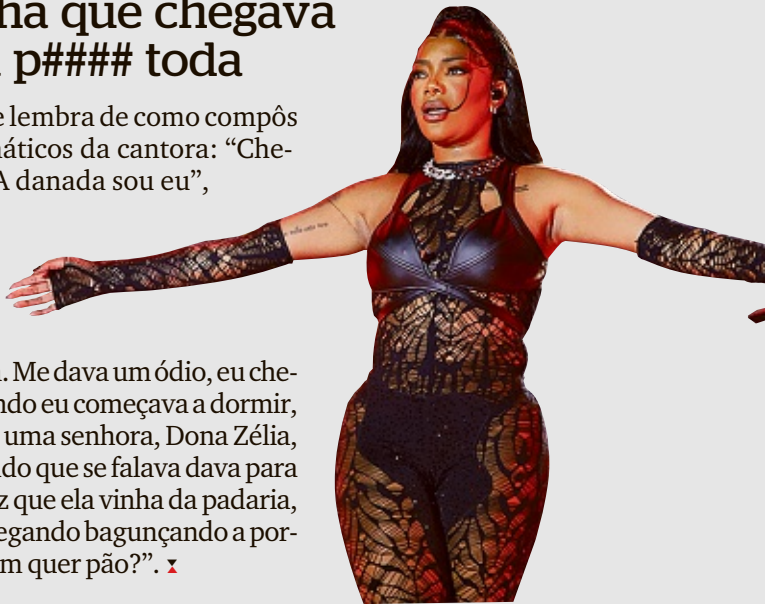 ha que chegava
p#### toda
e lembra de como compôs
máticos da cantora: “Che-
A danada sou eu”,
. Me dava um ódio, eu che-
ndo eu começava a dormir,
uma senhora, Dona Zélia,
do que se falava dava para
z que ela vinha da padaria,
egando bagunçando a por-
m quer pão?”.